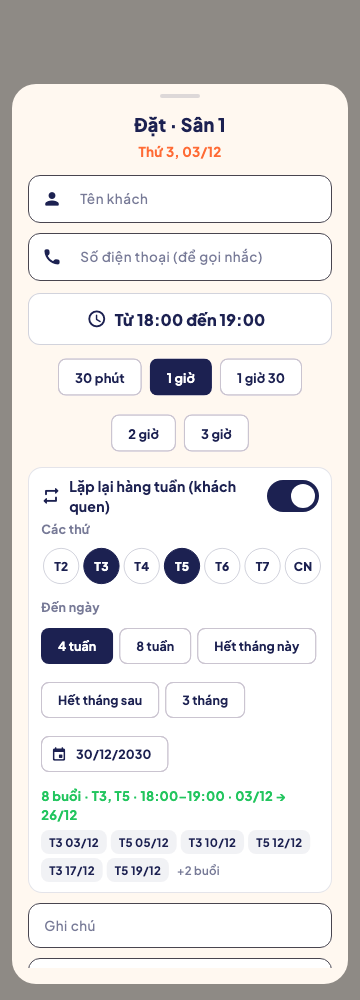 Đặt · Sân 1
Thứ 3, 03/12
Tên khách
Số điện thoại (để gọi nhắc)
Từ 18:00 đến 19:00
30 phút 1 giờ 1 giờ 30
2 giờ 3 giờ
Lặp lại hàng tuần (khách
quen)
Các thứ
T2 T3 T4 T5 T6 T7 CN
Đến ngày
4 tuần 8 tuần Hết tháng này
Hết tháng sau 3 tháng
30/12/2030
8 buổi · T3, T5 · 18:00–19:00 · 03/12 →
26/12
T3 03/12 T5 05/12 T3 10/12 T5 12/12
T3 17/12 T5 19/12 +2 buổi
Ghi chú